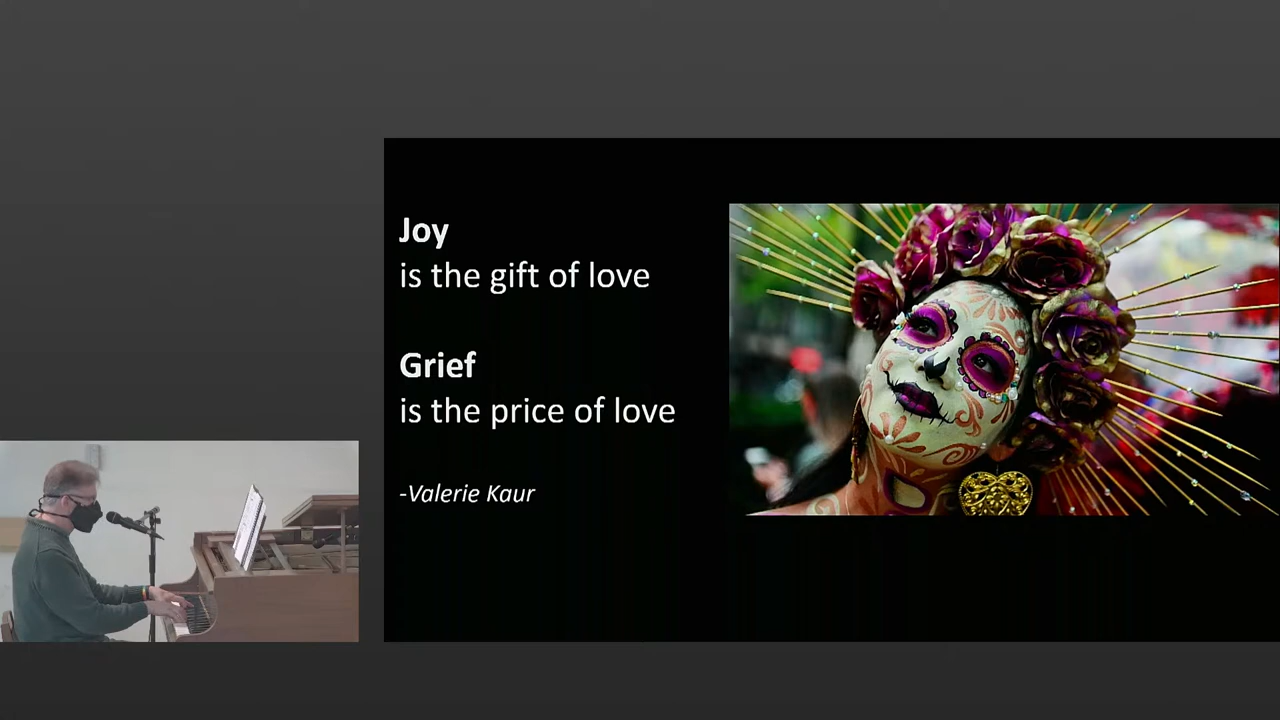 Joy
is the gift of love
Grief
is the price of love
-Valerie Kaur